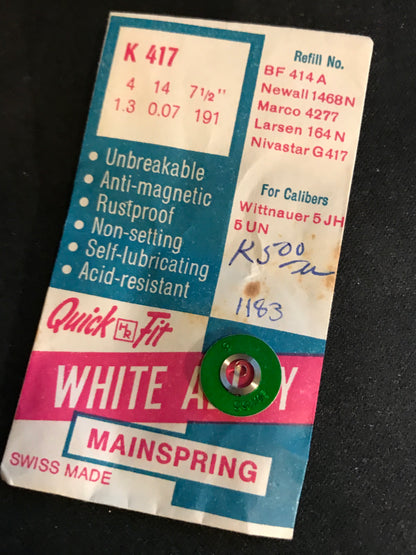 K 417
4 14 7½"
1.3 0.07 191
Refill No.
BF 414 A
Newall 1468N
Marco 4277
Larsen 164 N
Nivastar G417
• Unbreakable
• Anti-magnetic
• Rustproof
• Non-setting
• Self-lubricating
• Acid-resistant
For Calibers
Wittnauer 5 JH
5 UN
1183
Quick HR Fit
WHITE A Y
MAINSPRING
SWISS MADE